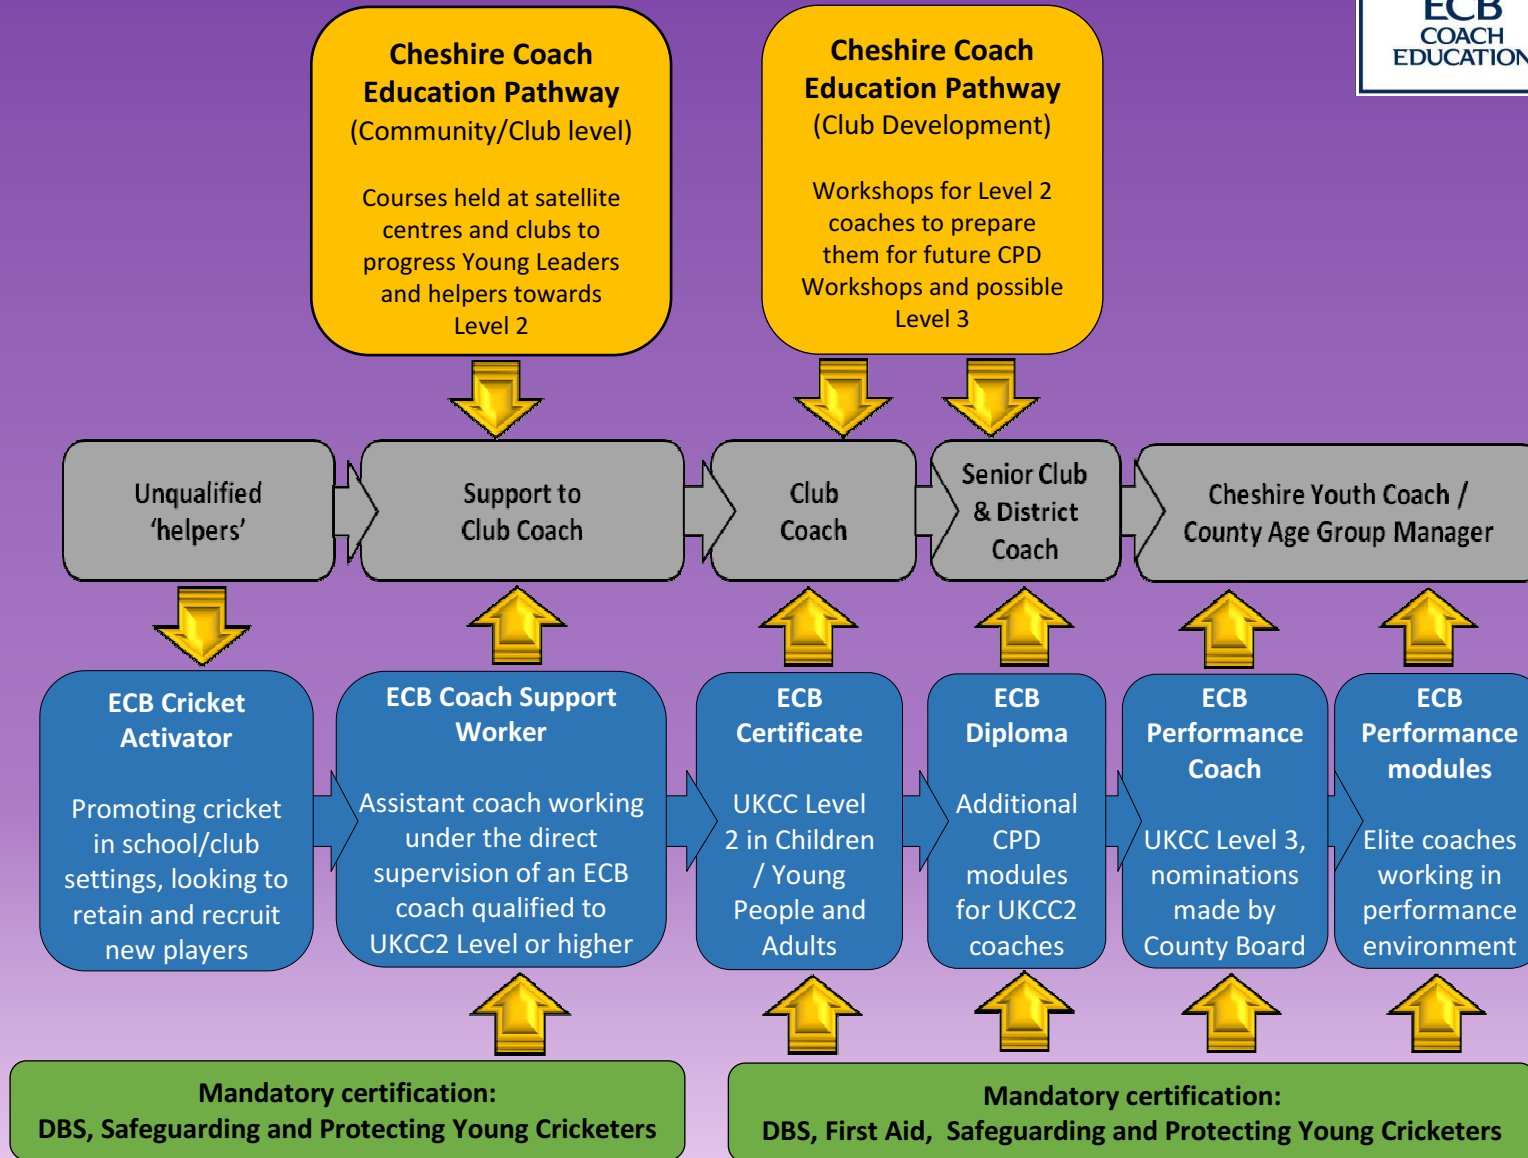 ECB
COACH
EDUCATION
Cheshire Coach
Education Pathway
(Community/Club level)
Courses held at satellite
centres and clubs to
progress Young Leaders
and helpers towards
Level 2
Cheshire Coach
Education Pathway
(Club Development)
Workshops for Level 2
coaches to prepare
them for future CPD
Workshops and possible
Level 3
Unqualified
‘helpers’
Support to
Club Coach
Club
Coach
Senior Club
& District
Coach
Cheshire Youth Coach /
County Age Group Manager
ECB Cricket
Activator
Promoting cricket
in school/club
settings, looking to
retain and recruit
new players
ECB Coach Support
Worker
Assistant coach working
under the direct
supervision of an ECB
coach qualified to
UKCC2 Level or higher
ECB
Certificate
UKCC Level
2 in Children
/ Young
People and
Adults
ECB
Diploma
Additional
CPD
modules
for UKCC2
coaches
ECB
Performance
Coach
UKCC Level 3,
nominations
made by
County Board
ECB
Performance
modules
Elite coaches
working in
performance
environment
Mandatory certification:
DBS, Safeguarding and Protecting Young Cricketers
Mandatory certification:
DBS, First Aid,  Safeguarding and Protecting Young Cricketers